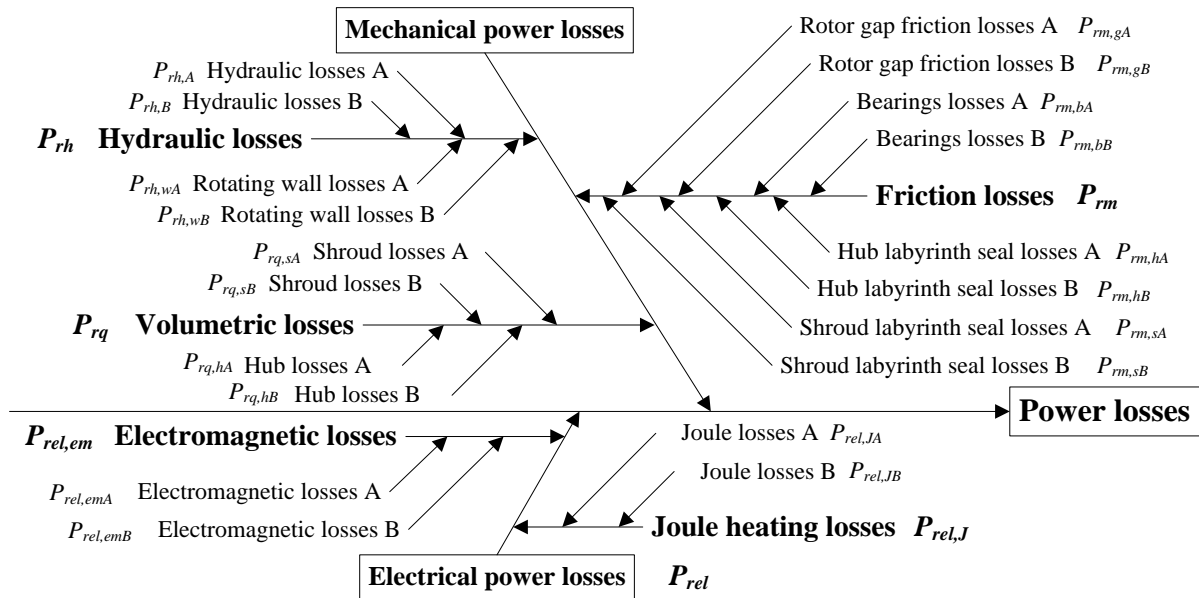 Rotor gap friction losses A P_rm,gA
Mechanical power losses
Rotor gap friction losses B P_rm,gB
P_rh,A Hydraulic losses A
P_rh,B Hydraulic losses B
Bearings losses A P_rm,bA
P_rh Hydraulic losses
Bearings losses B P_rm,bB
P_rh,wA Rotating wall losses A
Friction losses P_rm
P_rh,wB Rotating wall losses B
P_rq,sA Shroud losses A
Hub labyrinth seal losses A P_rm,hA
P_rq,sB Shroud losses B
Hub labyrinth seal losses B P_rm,hB
P_rq Volumetric losses
Shroud labyrinth seal losses A P_rm,sA
P_rq,hA Hub losses A
Shroud labyrinth seal losses B P_rm,sB
P_rq,hB Hub losses B
Power losses
P_rel,em Electromagnetic losses
Joule losses A P_rel,JA
Joule losses B P_rel,JB
P_rel,emA Electromagnetic losses A
P_rel,emB Electromagnetic losses B
Joule heating losses P_rel,J
Electrical power losses P_rel